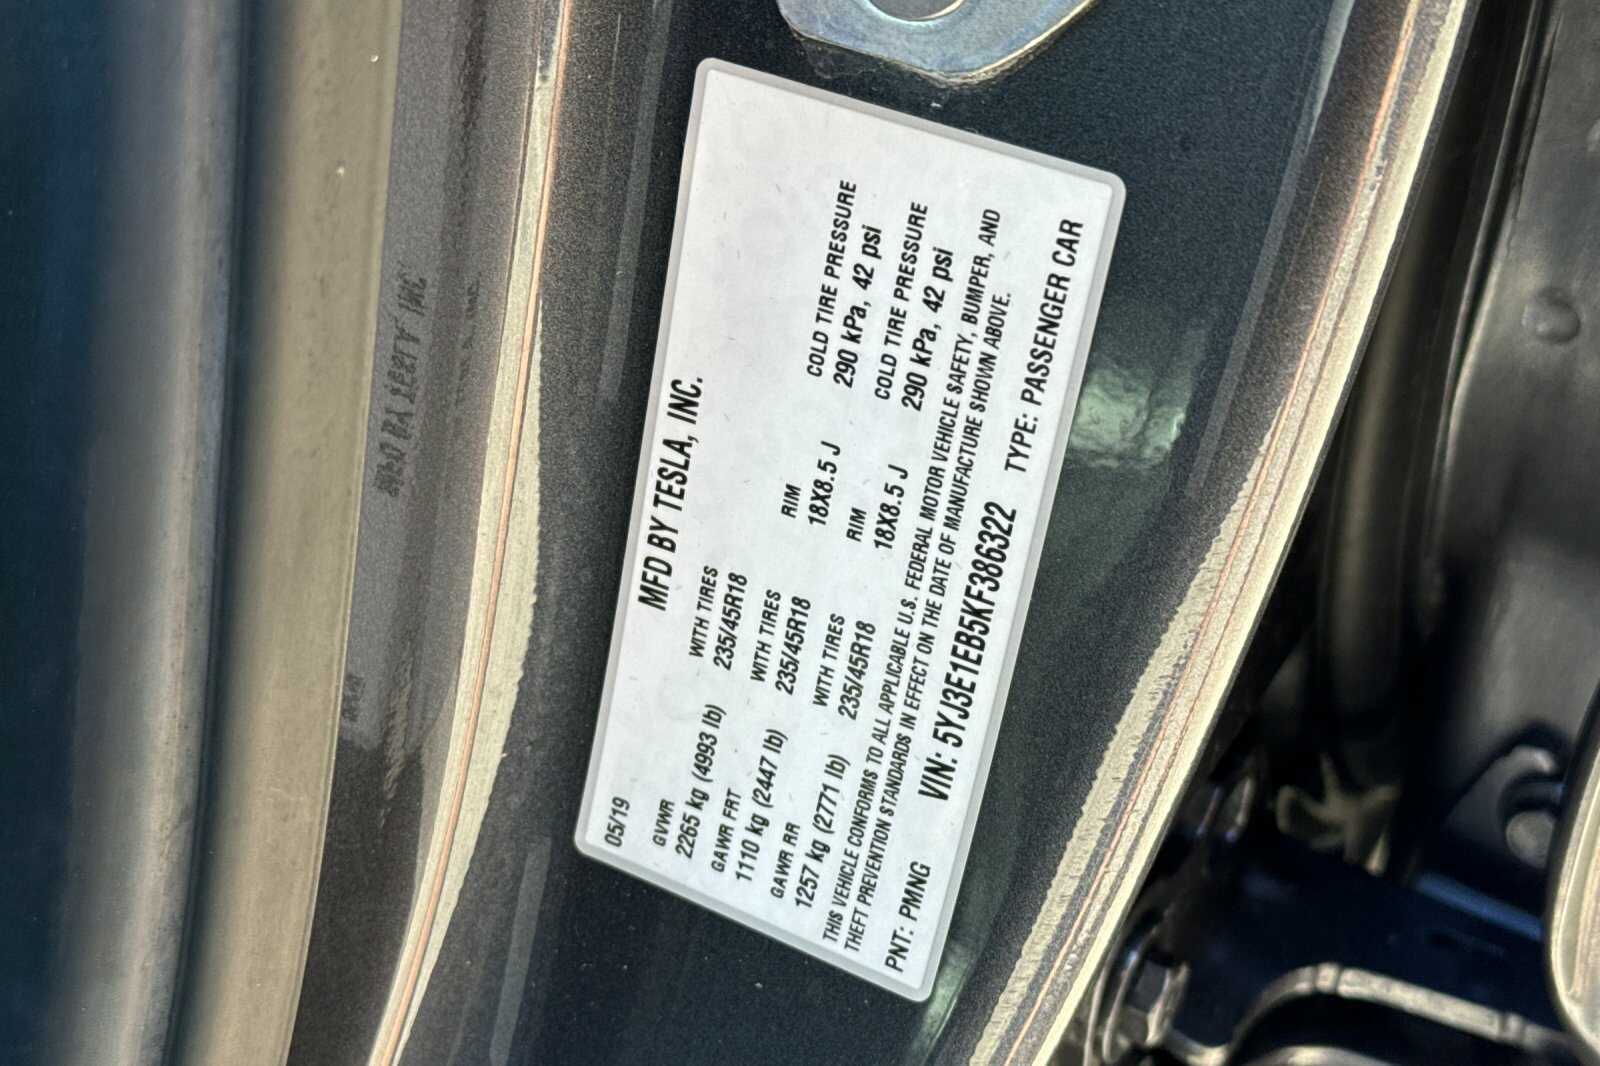 MFD BY TESLA, INC.
05/19
GVWR
2265 kg (4993 lb)
WITH TIRES
235/45R18
RIM
18X8.5 J
COLD TIRE PRESSURE
290 kPa, 42 psi
GAWR FRT
1110 kg (2447 lb)
WITH TIRES
235/45R18
RIM
18X8.5 J
COLD TIRE PRESSURE
290 kPa, 42 psi
GAWR RR
1257 kg (2771 lb)
WITH TIRES
235/45R18
THIS VEHICLE CONFORMS TO ALL APPLICABLE U.S. FEDERAL MOTOR VEHICLE SAFETY, BUMPER, AND
THEFT PREVENTION STANDARDS IN EFFECT ON THE DATE OF MANUFACTURE SHOWN ABOVE.
PNT: PMNG
VIN: 5YJ3E1EB5KF386322
TYPE: PASSENGER CAR